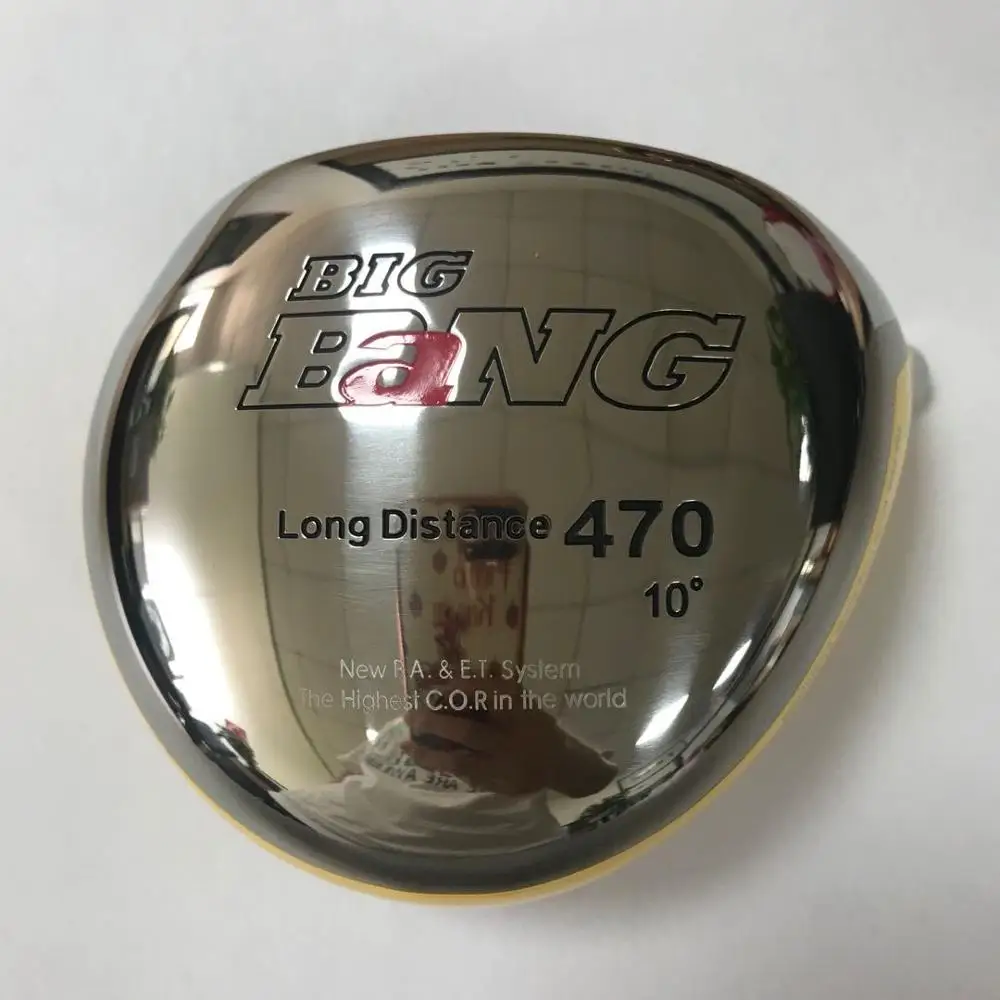 BIG
BaNG
Long Distance 470
10°
New P.A. & E.T. System
The Highest C.O.R in the world